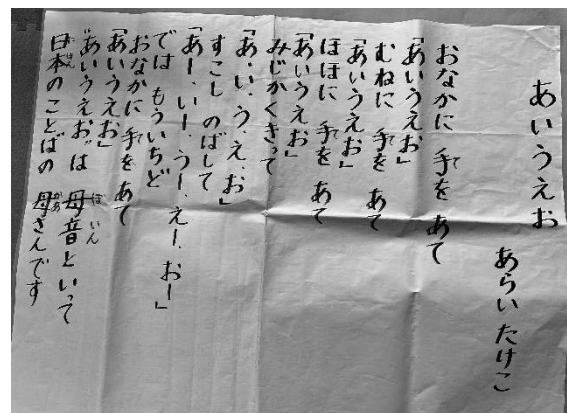 あいうえお
あらい たけこ
おなかに 手を あて
「あいうえお」
むねに 手を あて
「あいうえお」
ほほに 手を あて
「あいうえお」
みじかくきって
「あ.い.う.え.お」
すこし のばして
「あー.いー.うー.えー.おー」
では もういちど
おなかに 手を あて
「あいうえお」
“あいうえお”は 母音といって
日本のことばの 母さんです